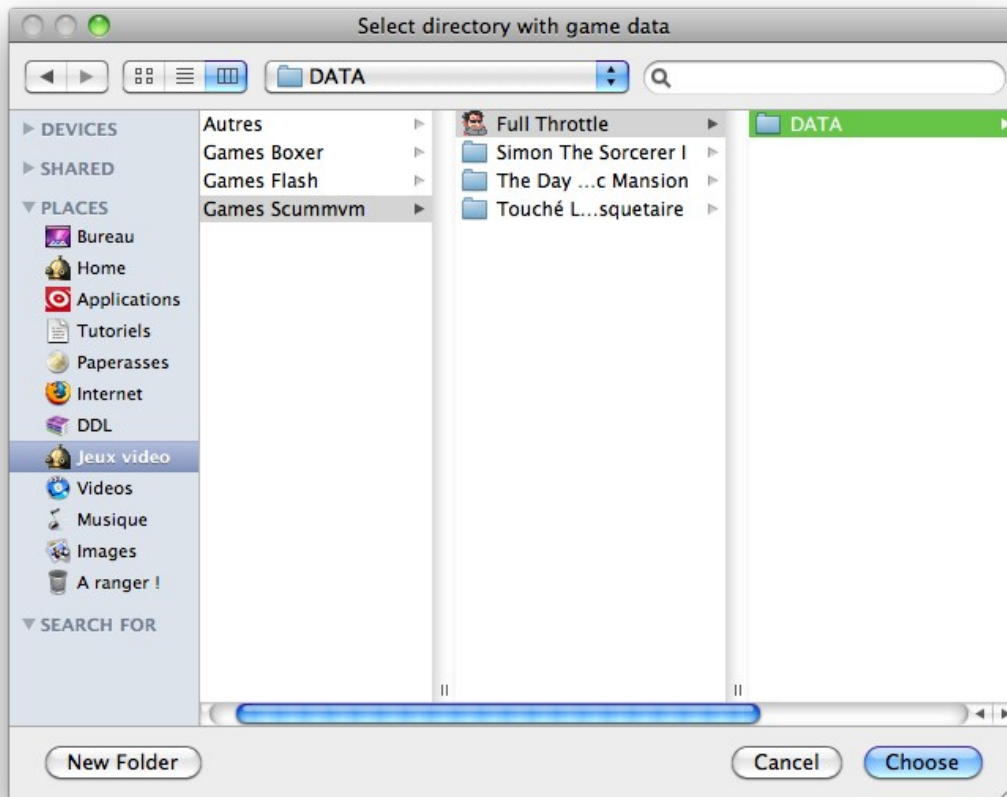 Select directory with game data
DATA
DEVICES
SHARED
PLACES
Bureau
Home
Applications
Tutoriels
Paperasses
Internet
DDL
Jeux video
Videos
Musique
Images
A ranger !
SEARCH FOR
Autres
Games Boxer
Games Flash
Games Scummvm
Full Throttle
Simon The Sorcerer I
The Day ...c Mansion
Touché L...squetaire
DATA
New Folder
Cancel
Choose